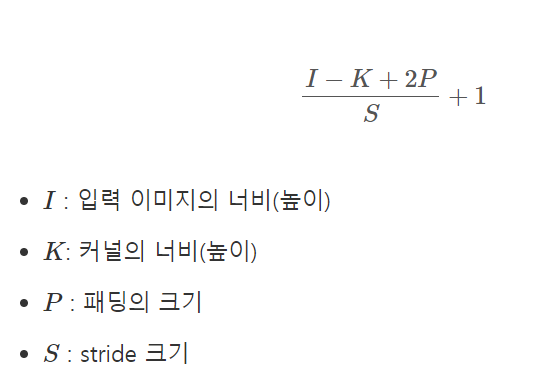 (I − K + 2P) / S + 1
• I : 입력 이미지의 너비(높이)
• K: 커널의 너비(높이)
• P : 패딩의 크기
• S : stride 크기